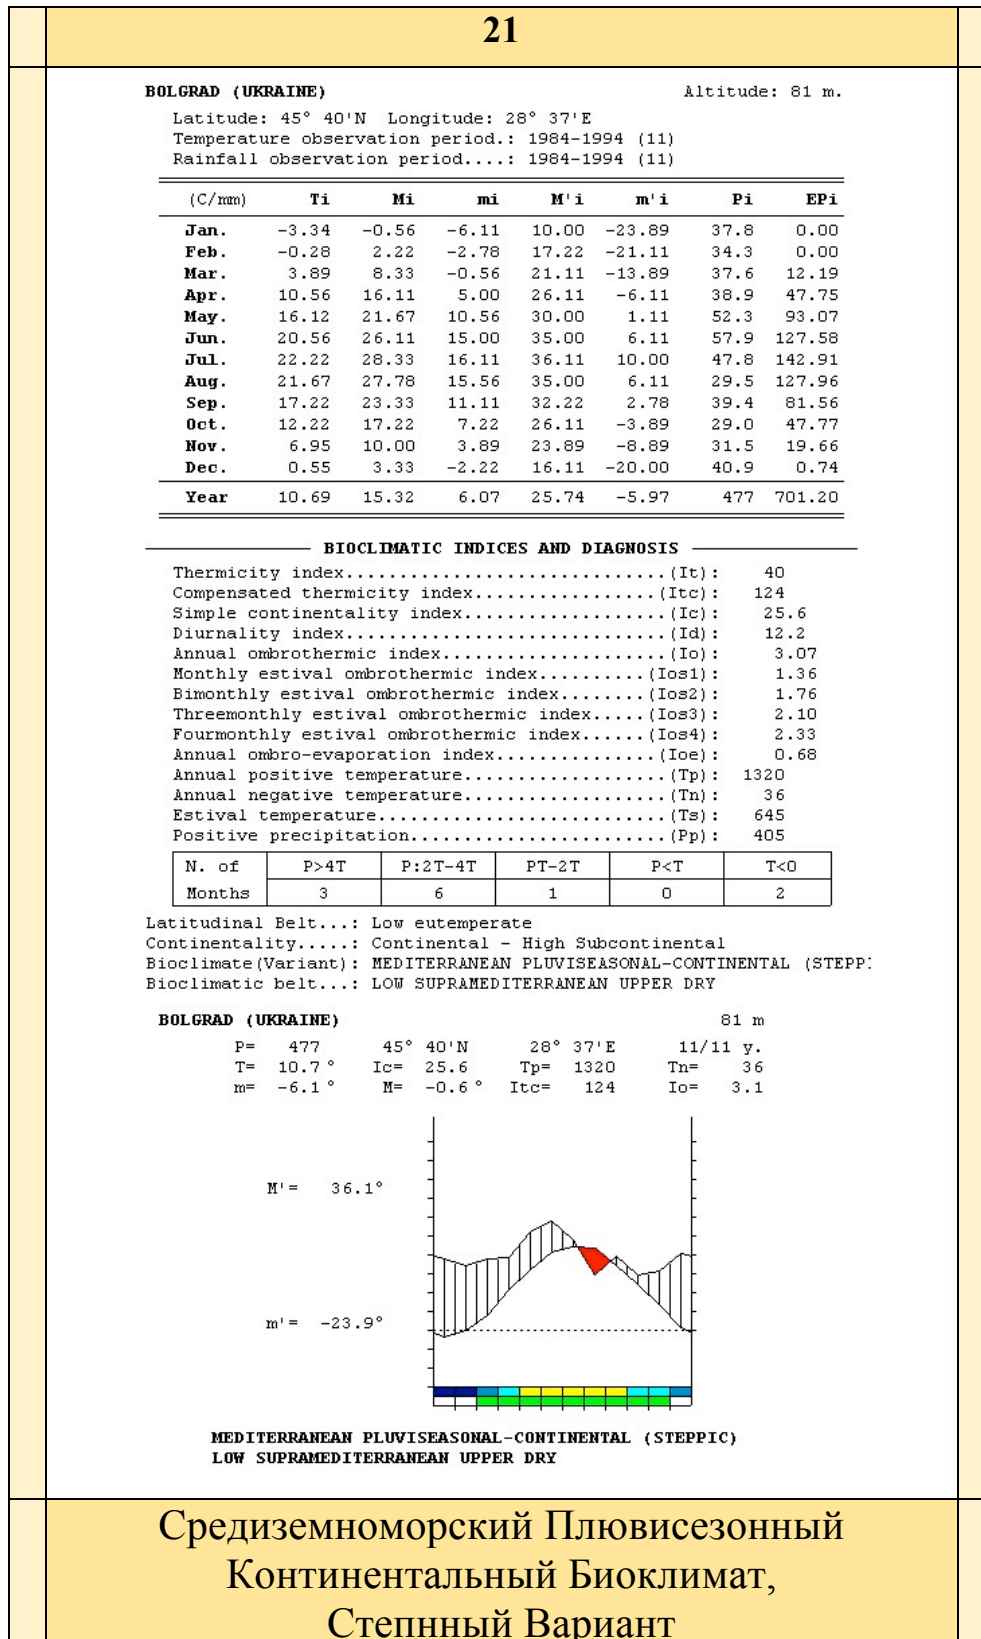 21
BOLGRAD (UKRAINE) Altitude: 81 m.
Latitude: 45° 40'N Longitude: 28° 37'E
Temperature observation period.: 1984-1994 (11)
Rainfall observation period....: 1984-1994 (11)
(C/mm) Ti Mi mi M'i m'i Pi EPi
Jan. -3.34 -0.56 -6.11 10.00 -23.89 37.8 0.00
Feb. -0.28 2.22 -2.78 17.22 -21.11 34.3 0.00
Mar. 3.89 8.33 -0.56 21.11 -13.89 37.6 12.19
Apr. 10.56 16.11 5.00 26.11 -6.11 38.9 47.75
May. 16.12 21.67 10.56 30.00 1.11 52.3 93.07
Jun. 20.56 26.11 15.00 35.00 6.11 57.9 127.58
Jul. 22.22 28.33 16.11 36.11 10.00 47.8 142.91
Aug. 21.67 27.78 15.56 35.00 6.11 29.5 127.96
Sep. 17.22 23.33 11.11 32.22 2.78 39.4 81.56
Oct. 12.22 17.22 7.22 26.11 -3.89 29.0 47.77
Nov. 6.95 10.00 3.89 23.89 -8.89 31.5 19.66
Dec. 0.55 3.33 -2.22 16.11 -20.00 40.9 0.74
Year 10.69 15.32 6.07 25.74 -5.97 477 701.20
BIOCLIMATIC INDICES AND DIAGNOSIS
Thermicity index..............................(It): 40
Compensated thermicity index.................(Itc): 124
Simple continentality index...................(Ic): 25.6
Diurnality index..............................(Id): 12.2
Annual ombrothermic index.....................(Io): 3.07
Monthly estival ombrothermic index..........(Ios1): 1.36
Bimonthly estival ombrothermic index........(Ios2): 1.76
Threemonthly estival ombrothermic index.....(Ios3): 2.10
Fourmonthly estival ombrothermic index......(Ios4): 2.33
Annual ombro-evaporation index...............(Ioe): 0.68
Annual positive temperature...................(Tp): 1320
Annual negative temperature...................(Tn): 36
Estival temperature...........................(Ts): 645
Positive precipitation........................(Pp): 405
N. of P>4T P:2T-4T PT-2T P<T T<0
Months 3 6 1 0 2
Latitudinal Belt...: Low eutemperate
Continentality.....: Continental - High Subcontinental
Bioclimate(Variant): MEDITERRANEAN PLUVISEASONAL-CONTINENTAL (STEPP
Bioclimatic belt...: LOW SUPRAMEDITERRANEAN UPPER DRY
BOLGRAD (UKRAINE) 81 m
P= 477 45° 40'N 28° 37'E 11/11 y.
T= 10.7° Ic= 25.6 Tp= 1320 Tn= 36
m= -6.1° M= -0.6° Itc= 124 Io= 3.1
M'= 36.1°
m'= -23.9°
MEDITERRANEAN PLUVISEASONAL-CONTINENTAL (STEPPIC)
LOW SUPRAMEDITERRANEAN UPPER DRY
Средиземноморский Плювисезонный
Континентальный Биоклимат,
Степнный Вариант